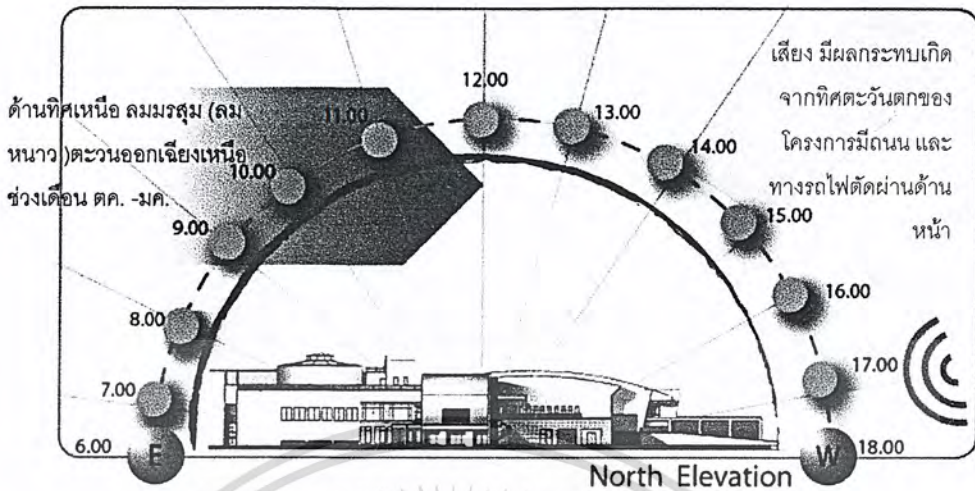 เสียง มีผลกระทบเกิด
จากทิศตะวันตกของ
โครงการมีถนน และ
ทางรถไฟตัดผ่านด้าน
หน้า
ด้านทิศเหนือ ลมมรสุม (ลม
หนาว )ตะวันออกเฉียงเหนือ
ช่วงเดือน ตค. -มค.
6.00
7.00
8.00
9.00
10.00
11.00
12.00
13.00
14.00
15.00
16.00
17.00
18.00
E
W
North Elevation